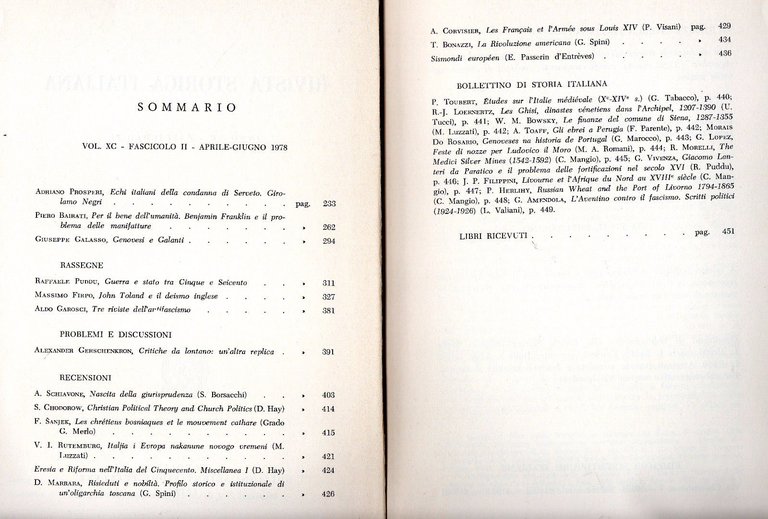 SOMMARIO
VOL. XC - FASCICOLO II - APRILE-GIUGNO 1978
ADRIANO PROSPERI, Echi italiani della condanna di Serveto. Giro-
lamo Negri . . . . . . . . . . pag. 233
PIERO BAIRATI, Per il bene dell'umanità. Benjamin Franklin e il pro-
blema delle manifatture . . . . . . . . » 262
GIUSEPPE GALASSO, Genovesi e Galanti . . . . . . » 294
RASSEGNE
RAFFAELE PUDDU, Guerra e stato tra Cinque e Seicento . . » 311
MASSIMO FIRPO, John Toland e il deismo inglese . . . . » 327
ALDO GAROSCI, Tre riviste dell'antifascismo . . . . . » 381
PROBLEMI E DISCUSSIONI
ALEXANDER GERSCHENKRON, Critiche da lontano: un'altra replica . » 391
RECENSIONI
A. SCHIAVONE, Nascita della giurisprudenza (S. Borsacchi) . . » 403
S. CHODOROW, Christian Political Theory and Church Politics (D. Hay) » 414
F. SANJEK, Les chrétiens bosniaques et le mouvement cathare (Grado
G. Merlo) . . . . . . . . . » 415
V. I. RUTEMBURG, Italija i Evropa nakanune novogo vremeni (M.
Luzzati) . . . . . . . . . . » 421
Eresia e Riforma nell'Italia del Cinquecento. Miscellanea I (D. Hay) » 424
D. MARRARA, Risieduti e nobiltà. Profilo storico e istituzionale di
un'oligarchia toscana (G. Spini) . . . . . . » 426
A. CORVISIER, Les Français et l'Armée sous Louis XIV (P. Visani) pag. 429
T. BONAZZI, La Rivoluzione americana (G. Spini) . . . . » 434
Sismondi européen (E. Passerin d'Entrèves) . . . . . » 436
BOLLETTINO DI STORIA ITALIANA
P. TOUBERT, Études sur l'Italie médiévale (Xe-XIVe s.) (G. Tabacco), p. 440;
R.-J. LOERNERTZ, Les Ghisi, dinastes vénetiens dans l'Archipel, 1207-1390 (U.
Tucci), p. 441; W. M. BOWSKY, Le finanze del comune di Siena, 1287-1355
(M. Luzzati), p. 442; A. TOAFF, Gli ebrei a Perugia (F. Parente), p. 442; MORAIS
DO ROSARIO, Genoveses na historia de Portugal (G. Marocco), p. 443; G. LOPEZ,
Feste di nozze per Ludovico il Moro (M. A. Romani), p. 444; R. MORELLI, The
Medici Silver Mines (1542-1592) (C. Mangio), p. 445; G. VIVENZA, Giacomo Lan-
teri da Paratico e il problema delle fortificazioni nel secolo XVI (R. Puddu),
p. 446; J. P. FILIPPINI, Livourne et l'Afrique du Nord au XVIIIe siècle (C. Man-
gio), p. 447; P. HERLIHY, Russian Wheat and the Port of Livorno 1794-1865
(C. Mangio), p. 448; G. AMENDOLA, L'Aventino contro il fascismo. Scritti politici
(1924-1926) (L. Valiani), p. 449.
LIBRI RICEVUTI . . . . . . . . . pag. 451